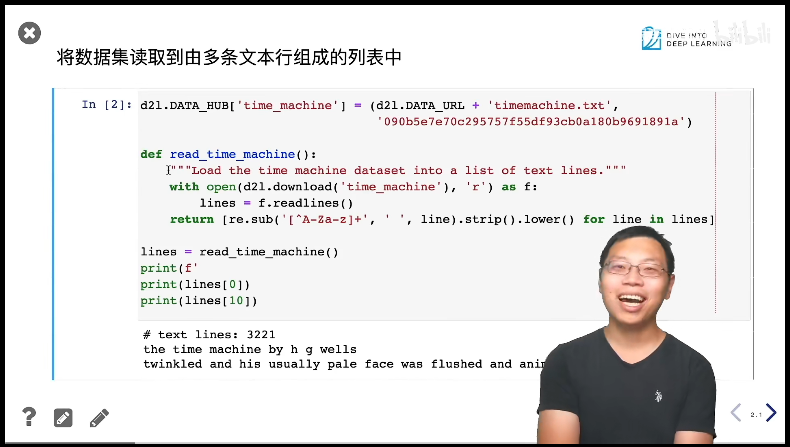 DIVE INTO
DEEP LEARNING
bilibili
将数据集读取到由多条文本行组成的列表中
In [2]: d2l.DATA_HUB['time_machine'] = (d2l.DATA_URL + 'timemachine.txt',
'090b5e7e70c295757f55df93cb0a180b9691891a')
def read_time_machine():
"""Load the time machine dataset into a list of text lines."""
with open(d2l.download('time_machine'), 'r') as f:
lines = f.readlines()
return [re.sub('[^A-Za-z]+', ' ', line).strip().lower() for line in lines]
lines = read_time_machine()
print(f'
print(lines[0])
print(lines[10])
# text lines: 3221
the time machine by h g wells
twinkled and his usually pale face was flushed and
?
2.1